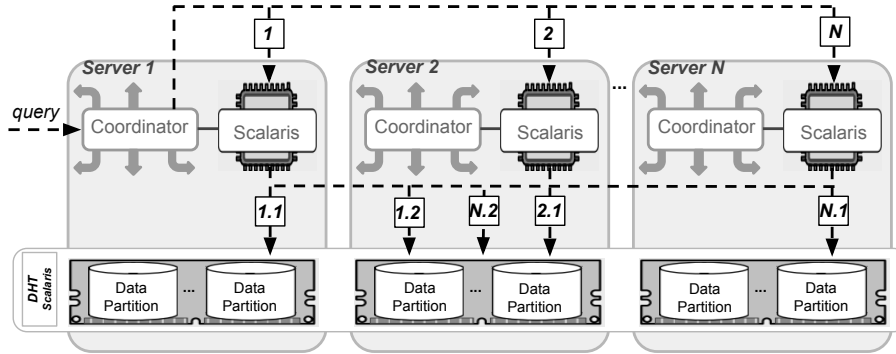 1
2
N
Server 1
Server 2
...
Server N
query
Coordinator
Scalaris
Coordinator
Scalaris
Coordinator
Scalaris
1.1
1.2
N.2
2.1
N.1
DHT
Scalaris
Data
Partition
...
Data
Partition
Data
Partition
...
Data
Partition
Data
Partition
...
Data
Partition